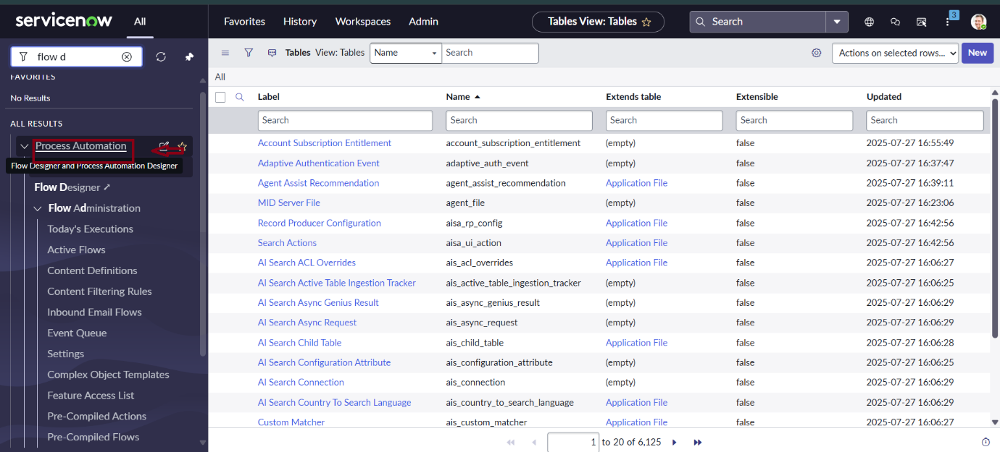 servicenow All Favorites History Workspaces Admin Tables View: Tables Search 3
flow d
Tables View: Tables Name Search Actions on selected rows... New
FAVORITES
No Results
ALL RESULTS
Process Automation
Flow Designer and Process Automation Designer
Flow Designer
Flow Administration
Today's Executions
Active Flows
Content Definitions
Content Filtering Rules
Inbound Email Flows
Event Queue
Settings
Complex Object Templates
Feature Access List
Pre-Compiled Actions
Pre-Compiled Flows
All
Label Name Extends table Extensible Updated
Search Search Search Search Search
Account Subscription Entitlement account_subscription_entitlement (empty) false 2025-07-27 16:55:49
Adaptive Authentication Event adaptive_auth_event (empty) false 2025-07-27 16:37:47
Agent Assist Recommendation agent_assist_recommendation Application File false 2025-07-27 16:39:11
MID Server File agent_file (empty) false 2025-07-27 16:23:06
Record Producer Configuration aisa_rp_config Application File false 2025-07-27 16:42:56
Search Actions aisa_ui_action Application File false 2025-07-27 16:42:56
AI Search ACL Overrides ais_acl_overrides Application File false 2025-07-27 16:06:27
AI Search Active Table Ingestion Tracker ais_active_table_ingestion_tracker (empty) false 2025-07-27 16:06:25
AI Search Async Genius Result ais_async_genius_result (empty) false 2025-07-27 16:06:29
AI Search Async Request ais_async_request (empty) false 2025-07-27 16:06:29
AI Search Child Table ais_child_table Application File false 2025-07-27 16:06:28
AI Search Configuration Attribute ais_configuration_attribute (empty) false 2025-07-27 16:06:25
AI Search Connection ais_connection (empty) false 2025-07-27 16:06:29
AI Search Country To Search Language ais_country_to_search_language Application File false 2025-07-27 16:06:29
Custom Matcher ais_custom_matcher Application File false 2025-07-27 16:06:27
1 to 20 of 6,125